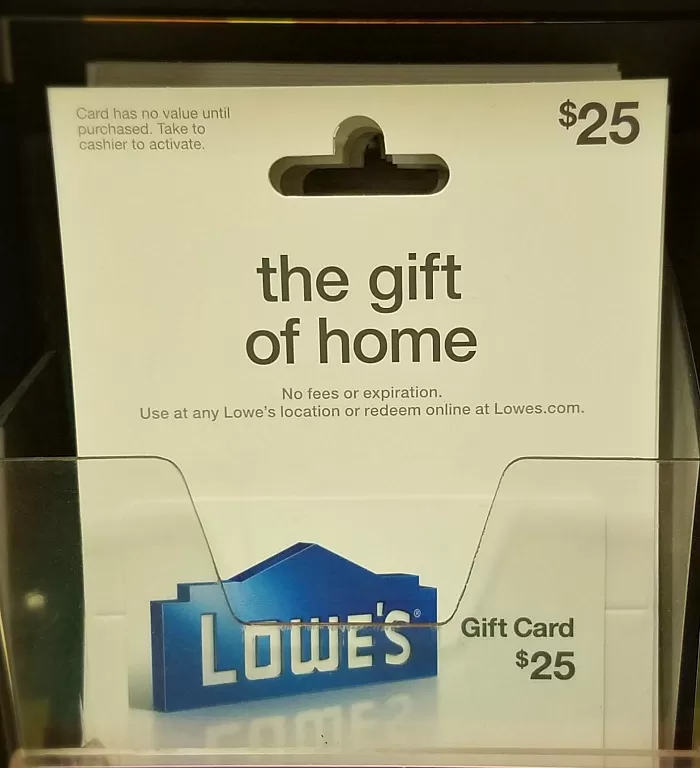 Card has no value until
purchased. Take to
cashier to activate.
$25
the gift
of home
No fees or expiration.
Use at any Lowe's location or redeem online at Lowes.com.
LOWE'S®
Gift Card
$25